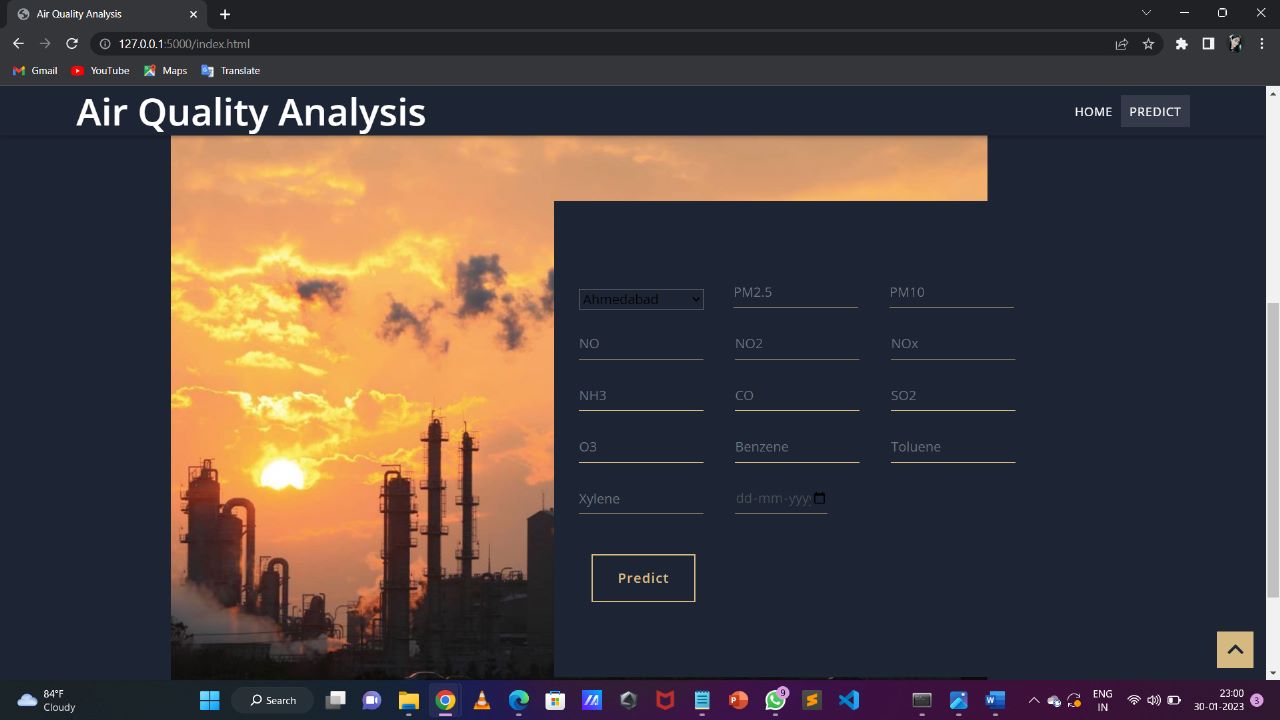 Air Quality Analysis
127.0.0.1:5000/index.html
Gmail YouTube Maps Translate
Air Quality Analysis HOME PREDICT
Ahmedabad PM2.5 PM10
NO NO2 NOx
NH3 CO SO2
O3 Benzene Toluene
Xylene dd-mm-yyyy
Predict
84°F
Cloudy
Search
9
ENG
IN
23:00
30-01-2023
3